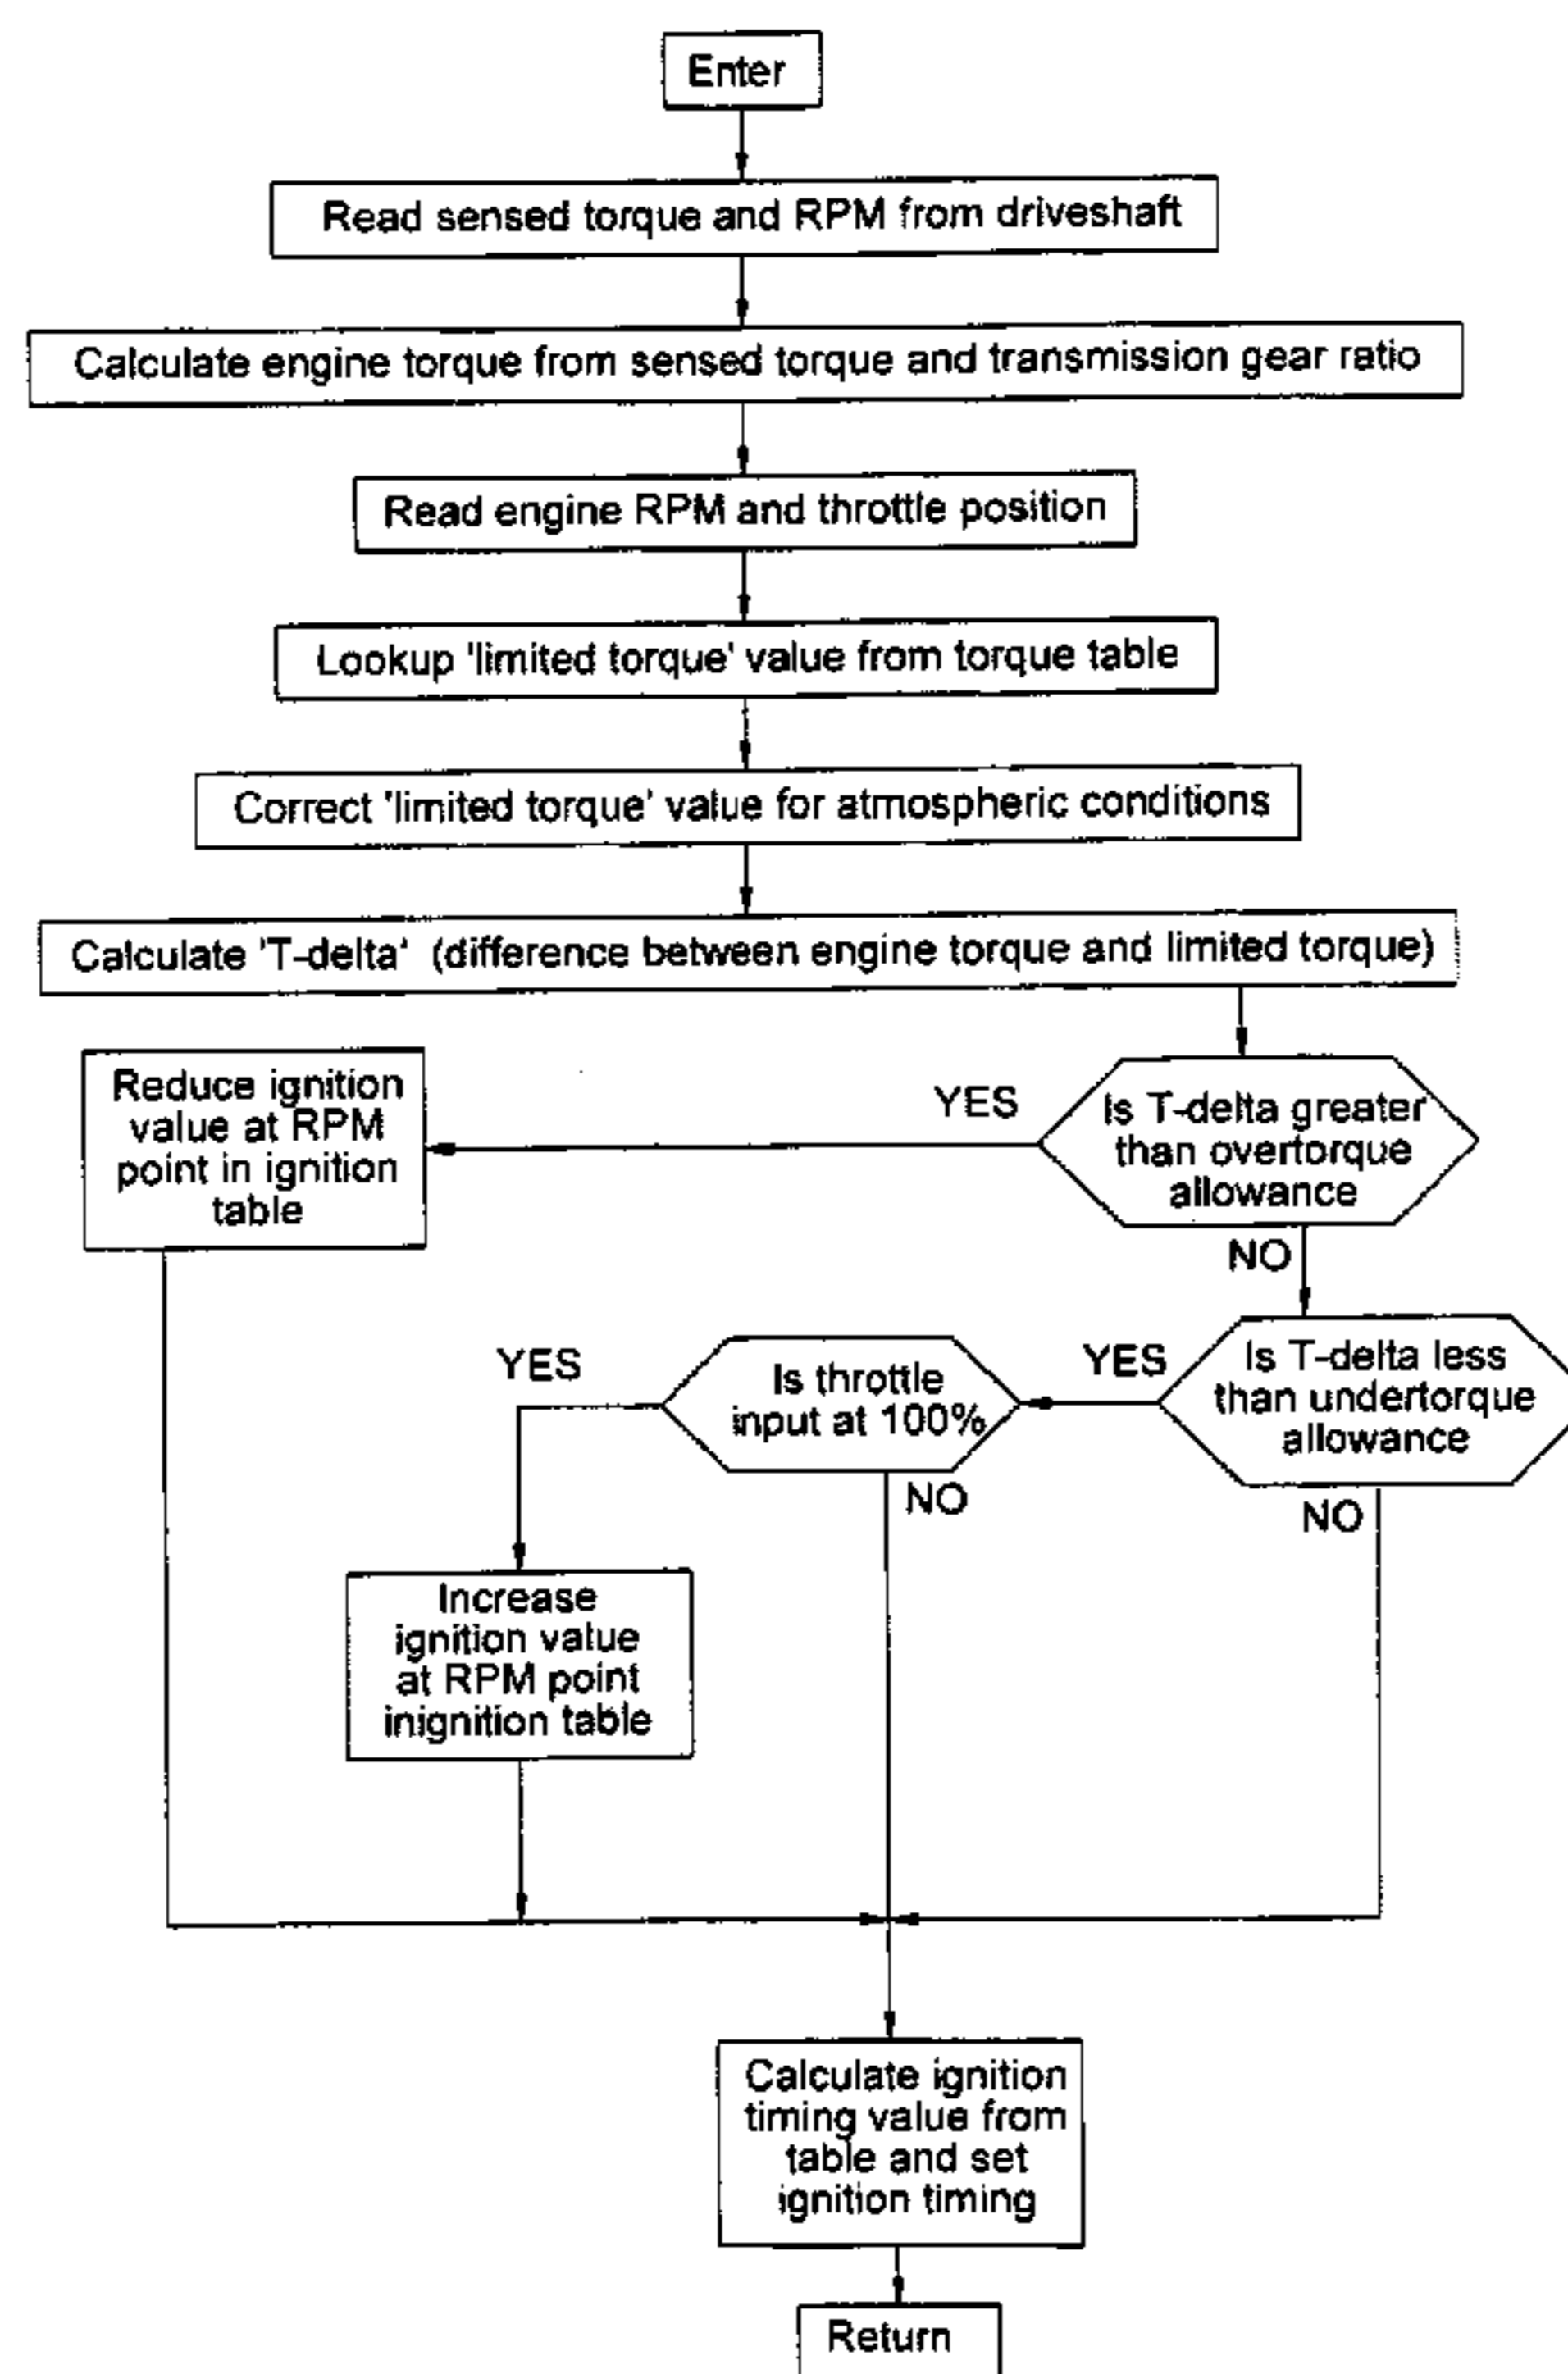 Enter
Read sensed torque and RPM from driveshaft
Calculate engine torque from sensed torque and transmission gear ratio
Read engine RPM and throttle position
Lookup 'limited torque' value from torque table
Correct 'limited torque' value for atmospheric conditions
Calculate 'T-delta' (difference between engine torque and limited torque)
Reduce ignition
value at RPM
point in ignition
table
YES
Is T-delta greater
than overtorque
allowance
NO
YES
Is throttle
input at 100%
YES
Is T-delta less
than undertorque
allowance
NO
NO
Increase
ignition value
at RPM point
inignition table
Calculate ignition
timing value from
table and set
ignition timing
Return